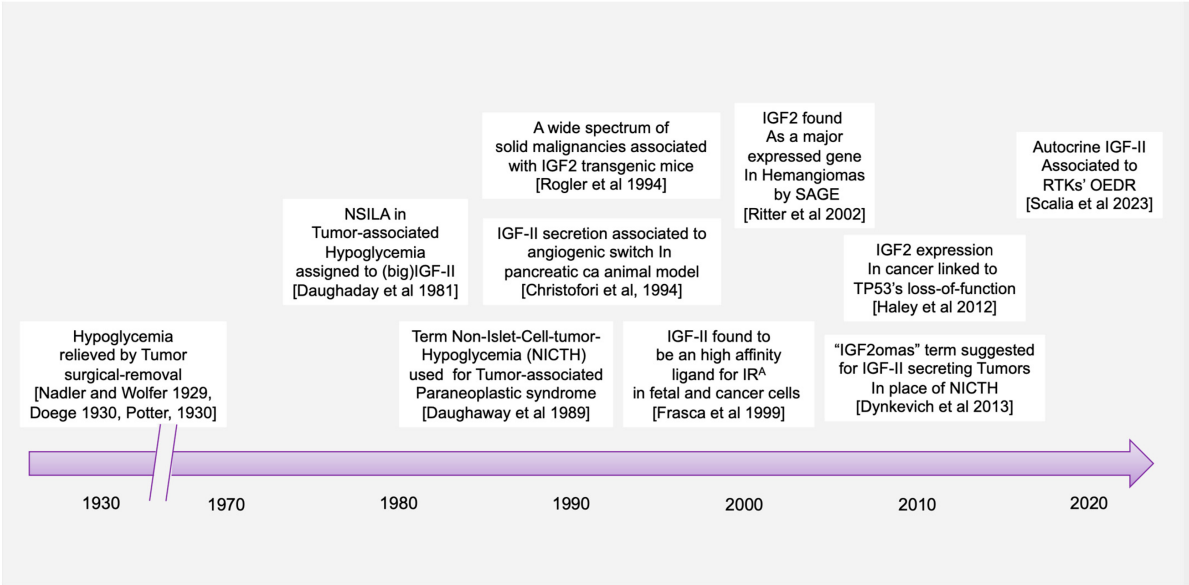 A wide spectrum of
solid malignancies associated
with IGF2 transgenic mice
[Rogler et al 1994]
IGF2 found
As a major
expressed gene
In Hemangiomas
by SAGE
[Ritter et al 2002]
Autocrine IGF-II
Associated to
RTKs’ OEDR
[Scalia et al 2023]
NSILA in
Tumor-associated
Hypoglycemia
assigned to (big)IGF-II
[Daughaday et al 1981]
IGF-II secretion associated to
angiogenic switch In
pancreatic ca animal model
[Christofori et al, 1994]
IGF2 expression
In cancer linked to
TP53’s loss-of-function
[Haley et al 2012]
Hypoglycemia
relieved by Tumor
surgical-removal
[Nadler and Wolfer 1929,
Doege 1930, Potter, 1930]
Term Non-Islet-Cell-tumor-
Hypoglycemia (NICTH)
used for Tumor-associated
Paraneoplastic syndrome
[Daughaway et al 1989]
IGF-II found to
be an high affinity
ligand for IRᴬ
in fetal and cancer cells
[Frasca et al 1999]
“IGF2omas” term suggested
for IGF-II secreting Tumors
In place of NICTH
[Dynkevich et al 2013]
1930 1970 1980 1990 2000 2010 2020